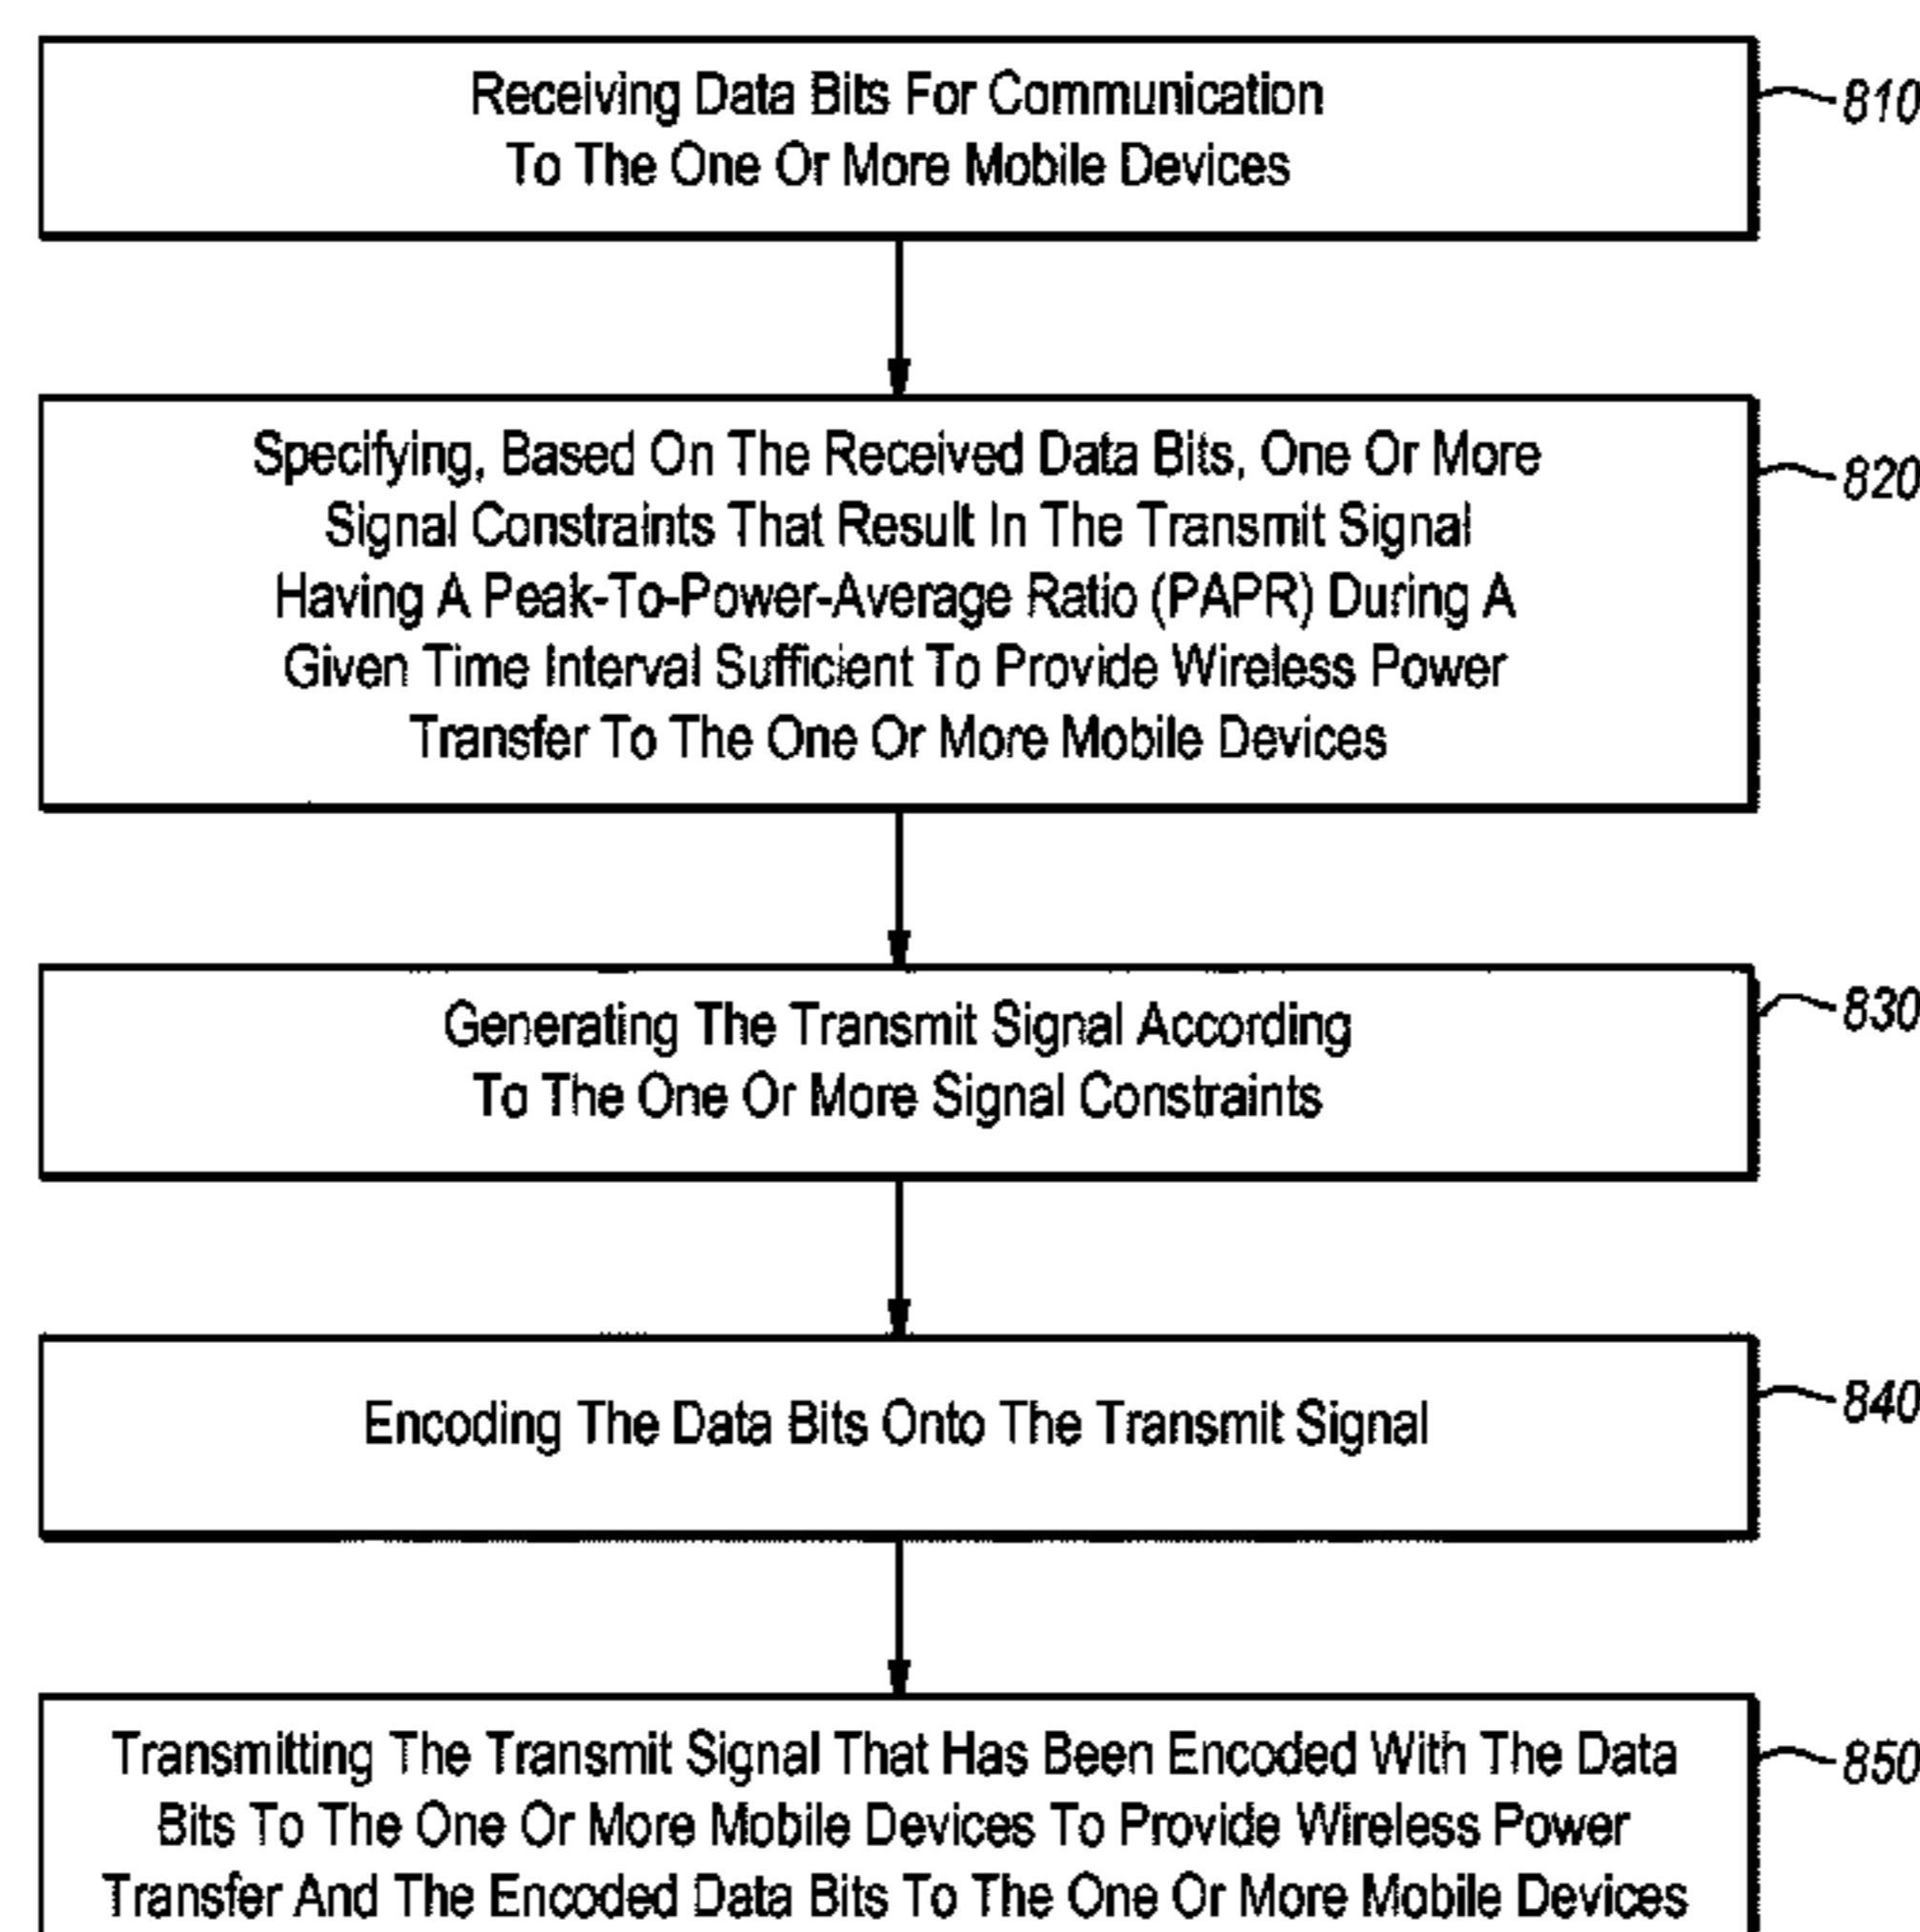 Receiving Data Bits For Communication
To The One Or More Mobile Devices
810
Specifying, Based On The Received Data Bits, One Or More
Signal Constraints That Result In The Transmit Signal
Having A Peak-To-Power-Average Ratio (PAPR) During A
Given Time Interval Sufficient To Provide Wireless Power
Transfer To The One Or More Mobile Devices
820
Generating The Transmit Signal According
To The One Or More Signal Constraints
830
Encoding The Data Bits Onto The Transmit Signal
840
Transmitting The Transmit Signal That Has Been Encoded With The Data
Bits To The One Or More Mobile Devices To Provide Wireless Power
Transfer And The Encoded Data Bits To The One Or More Mobile Devices
850